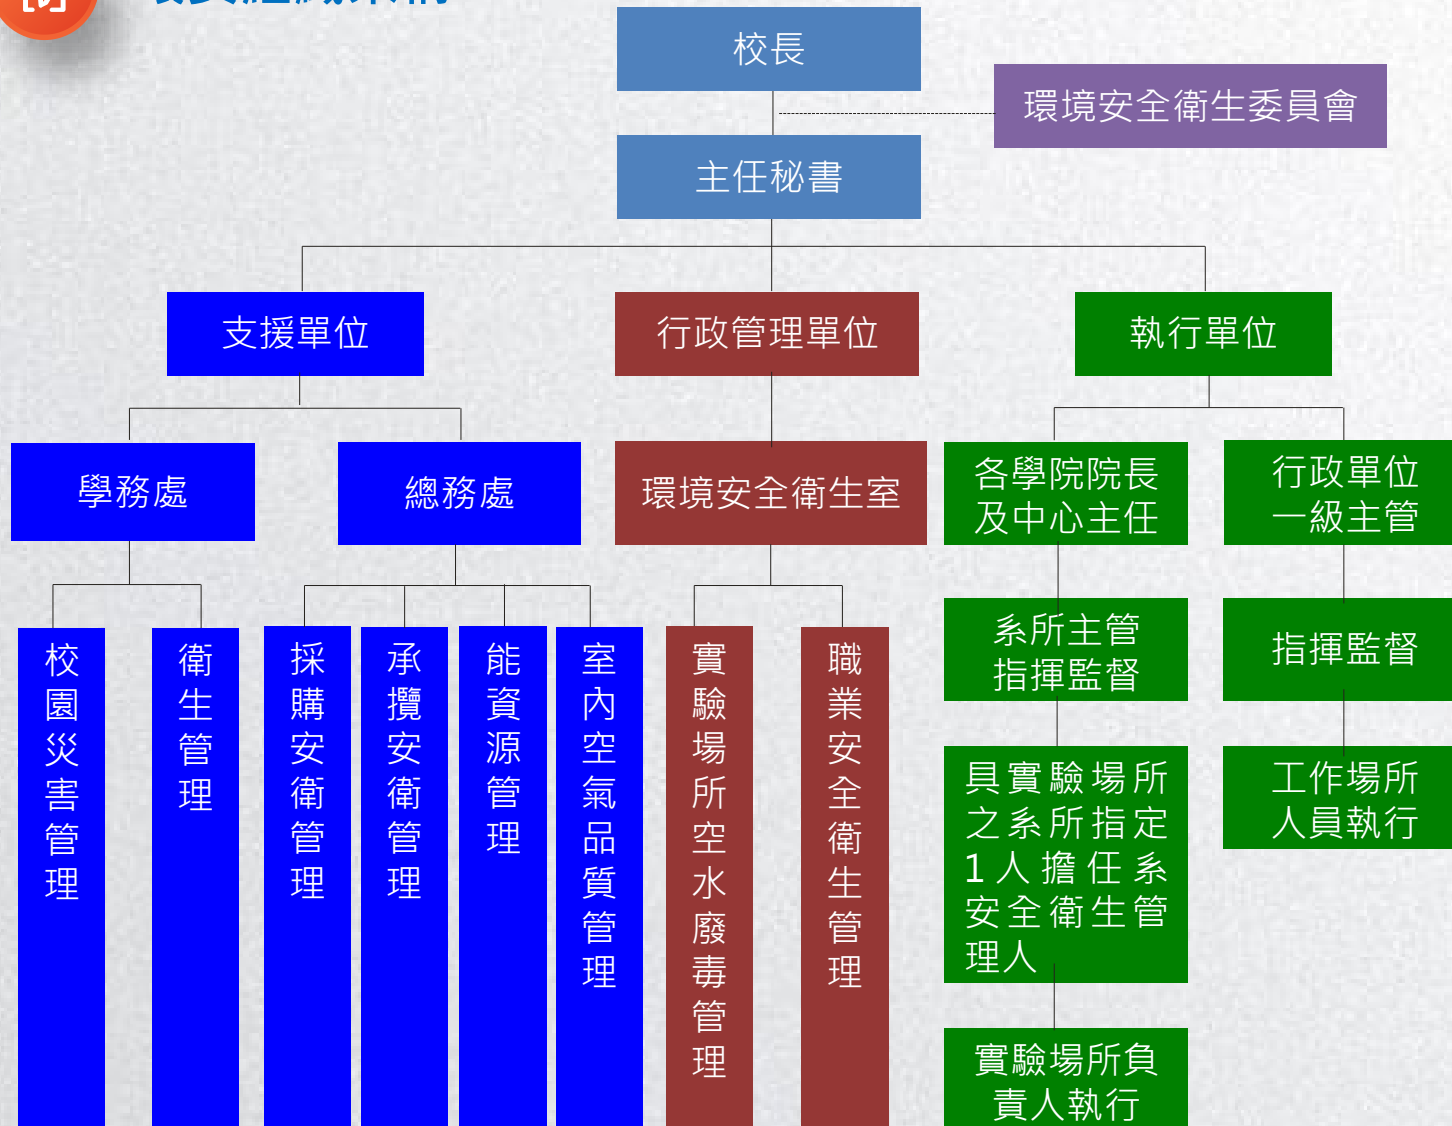 校長
環境安全衛生委員會
主任秘書
支援單位
行政管理單位
執行單位
學務處
總務處
環境安全衛生室
各學院院長
及中心主任
行政單位
一級主管
校園災害管理
衛生管理
採購安衛管理
承攬安衛管理
能資源管理
室內空氣品質管理
實驗場所空水廢毒管理
職業安全衛生管理
系所主管
指揮監督
指揮監督
具實驗場所
之系所指定
1人擔任系
安全衛生管
理人
工作場所
人員執行
實驗場所負
責人執行